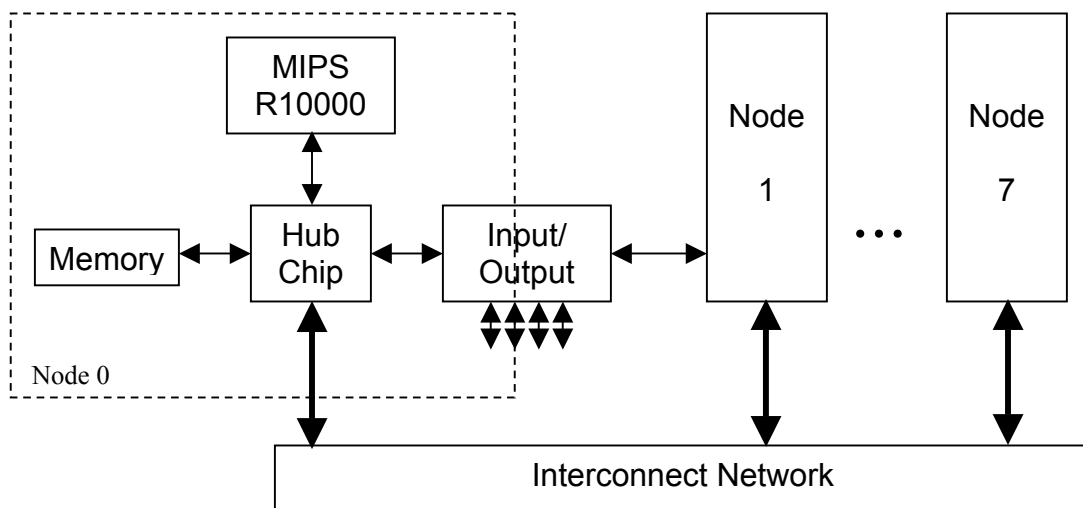 MIPS
R10000
Node
1
Node
7
Memory
Hub
Chip
Input/
Output
...
Node 0
Interconnect Network